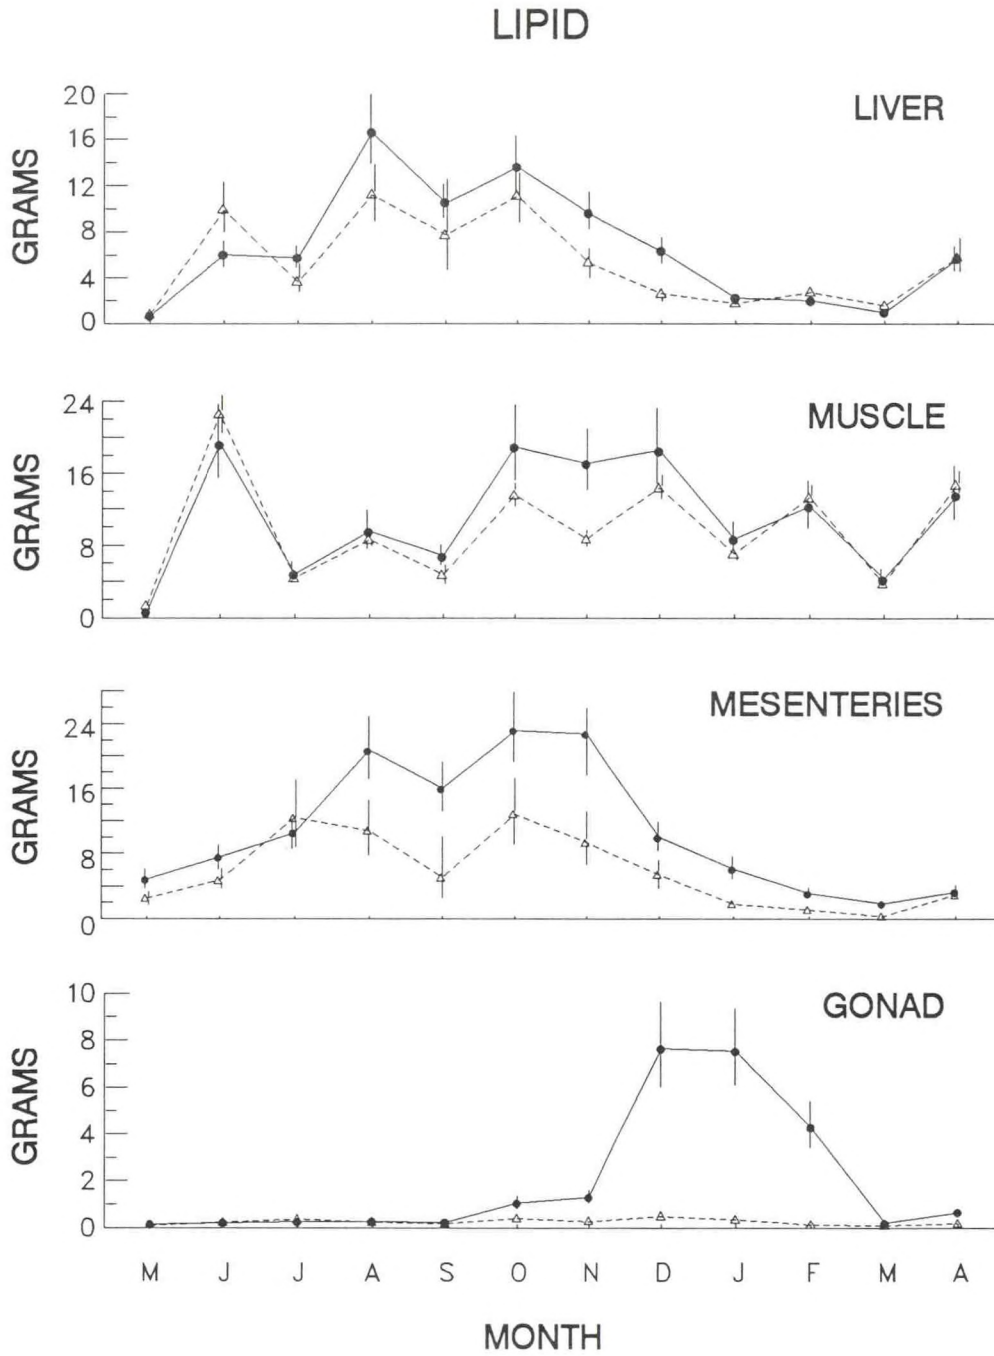 LIPID
LIVER
GRAMS
20
16
12
8
4
0
MUSCLE
GRAMS
24
16
8
0
MESENTERIES
GRAMS
24
16
8
0
GONAD
GRAMS
10
8
6
4
2
0
M J J A S O N D J F M A
MONTH